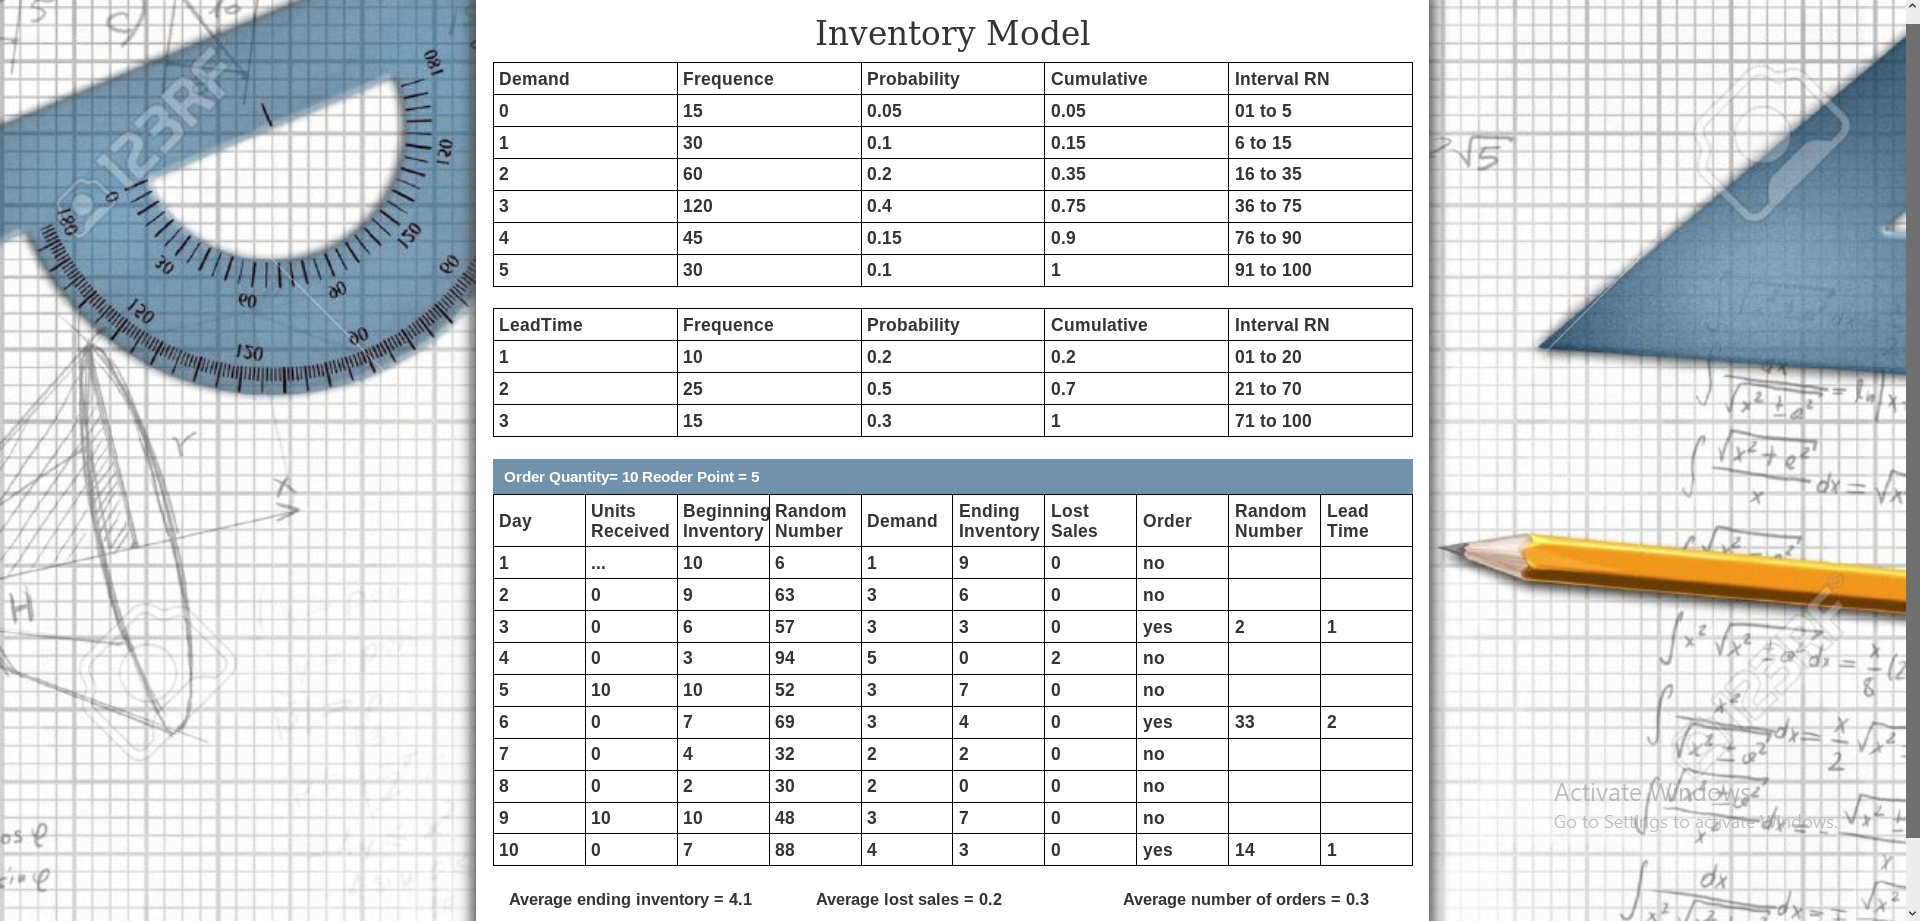 Inventory Model
Demand Frequence Probability Cumulative Interval RN
0 15 0.05 0.05 01 to 5
1 30 0.1 0.15 6 to 15
2 60 0.2 0.35 16 to 35
3 120 0.4 0.75 36 to 75
4 45 0.15 0.9 76 to 90
5 30 0.1 1 91 to 100
LeadTime Frequence Probability Cumulative Interval RN
1 10 0.2 0.2 01 to 20
2 25 0.5 0.7 21 to 70
3 15 0.3 1 71 to 100
Order Quantity= 10 Reoder Point = 5
Day Units Received Beginning Inventory Random Number Demand Ending Inventory Lost Sales Order Random Number Lead Time
1 ... 10 6 1 9 0 no
2 0 9 63 3 6 0 no
3 0 6 57 3 3 0 yes 2 1
4 0 3 94 5 0 2 no
5 10 10 52 3 7 0 no
6 0 7 69 3 4 0 yes 33 2
7 0 4 32 2 2 0 no
8 0 2 30 2 0 0 no
9 10 10 48 3 7 0 no
10 0 7 88 4 3 0 yes 14 1
Average ending inventory = 4.1 Average lost sales = 0.2 Average number of orders = 0.3
Activate Windows
Go to Settings to activate Windows.
123RF